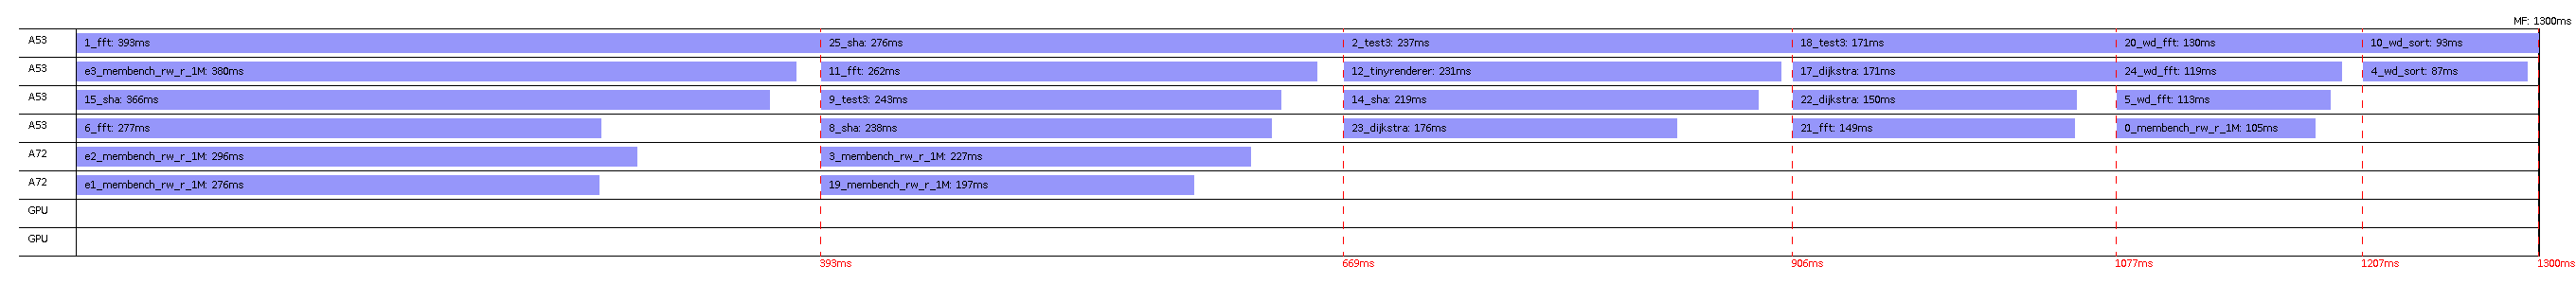 MF: 1300ms
A53 1_fft: 393ms 25_sha: 276ms 2_test3: 237ms 18_test3: 171ms 20_wd_fft: 130ms 10_wd_sort: 93ms
A53 e3_membench_rw_r_1M: 380ms 11_fft: 262ms 12_tinyrenderer: 231ms 17_dijkstra: 171ms 24_wd_fft: 119ms 4_wd_sort: 87ms
A53 15_sha: 366ms 9_test3: 243ms 14_sha: 219ms 22_dijkstra: 150ms 5_wd_fft: 113ms
A53 6_fft: 277ms 8_sha: 238ms 23_dijkstra: 176ms 21_fft: 149ms 0_membench_rw_r_1M: 105ms
A72 e2_membench_rw_r_1M: 296ms 3_membench_rw_r_1M: 227ms
A72 e1_membench_rw_r_1M: 276ms 19_membench_rw_r_1M: 197ms
GPU
GPU
393ms 669ms 906ms 1077ms 1207ms 1300ms